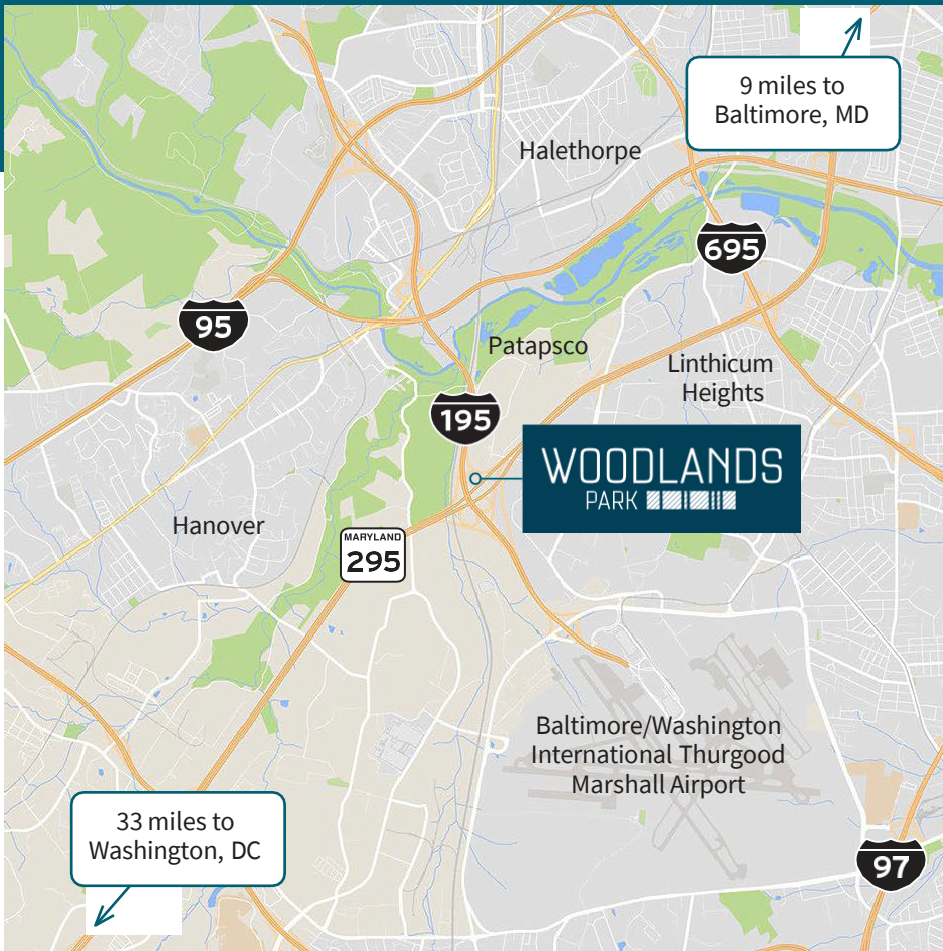 9 miles to
Baltimore, MD
Halethorpe
695
95
Patapsco
Linthicum
Heights
195
WOODLANDS
PARK
Hanover
MARYLAND
295
Baltimore/Washington
International Thurgood
Marshall Airport
33 miles to
Washington, DC
97